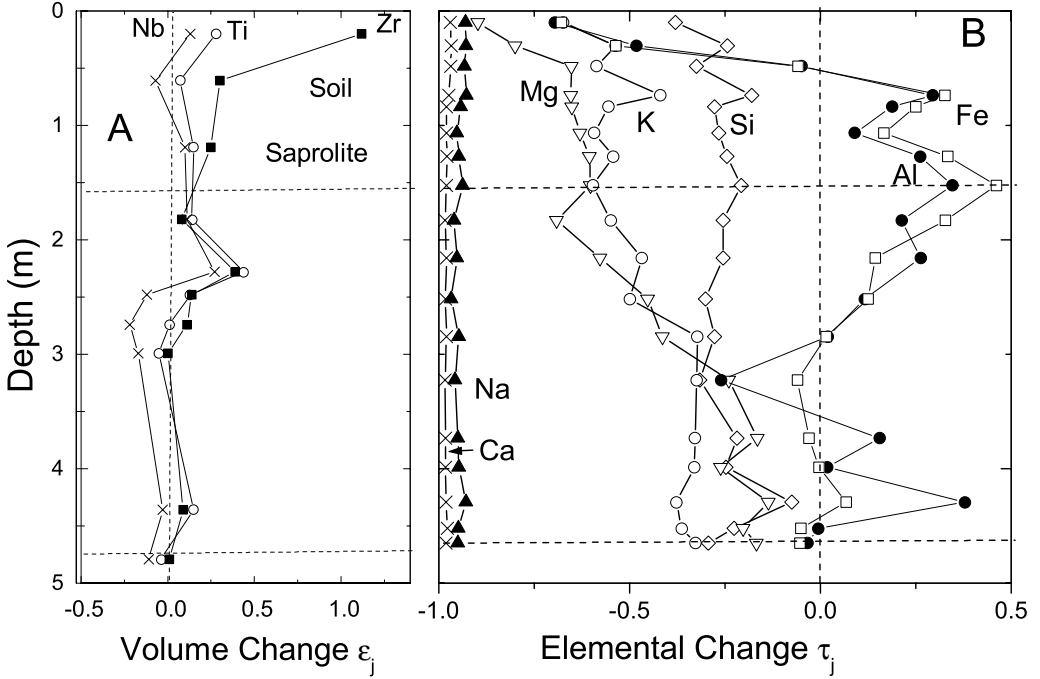 0
1
2
3
4
5
Depth (m)
Nb
Ti
Zr
A
Soil
Saprolite
-0.5
0.0
0.5
1.0
Volume Change εj
B
Mg
K
Si
Fe
Al
Na
Ca
-1.0
-0.5
0.0
0.5
Elemental Change τj